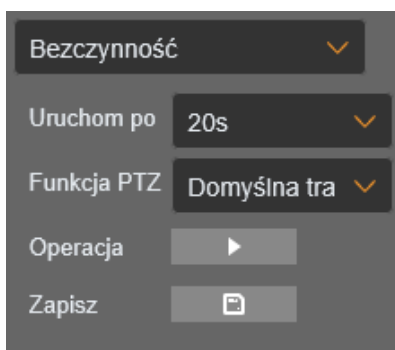 Bezczynność
Uruchom po 20s
Funkcja PTZ Domyślna tra
Operacja
Zapisz